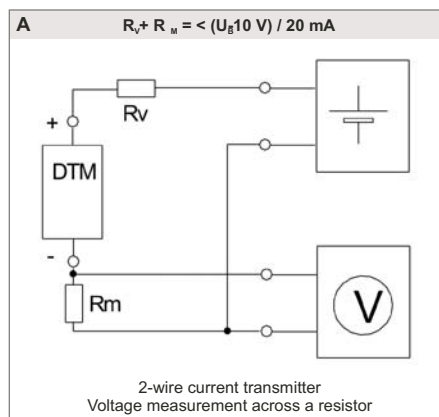 A
Rv+ R M = < (UB10 V) / 20 mA
Rv
+
DTM
-
Rm
V
2-wire current transmitter
Voltage measurement across a resistor